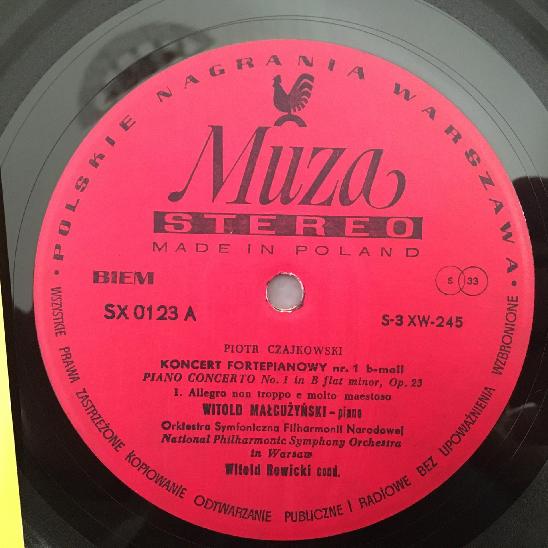 • POLSKIE NAGRANIA WARSZAWA •
Muza
STEREO
MADE IN POLAND
BIEM
S 33
SX 0123 A
S-3 XW-245
PIOTR CZAJKOWSKI
KONCERT FORTEPIANOWY nr. 1 b-moll
PIANO CONCERTO No. 1 in B flat minor, Op. 23
1. Allegro non troppo e molto maestoso
WITOLD MAŁCUŻYŃSKI - piano
Orkiestra Symfoniczna Filharmonii Narodowej
National Philharmonic Symphony Orchestra
in Warsaw
Witold Rowicki cond.
WSZYSTKIE PRAWA ZASTRZEŻONE KOPIOWANIE ODTWARZANIE PUBLICZNE I RADIOWE BEZ UPOWAŻNIENIA WZBRONIONE